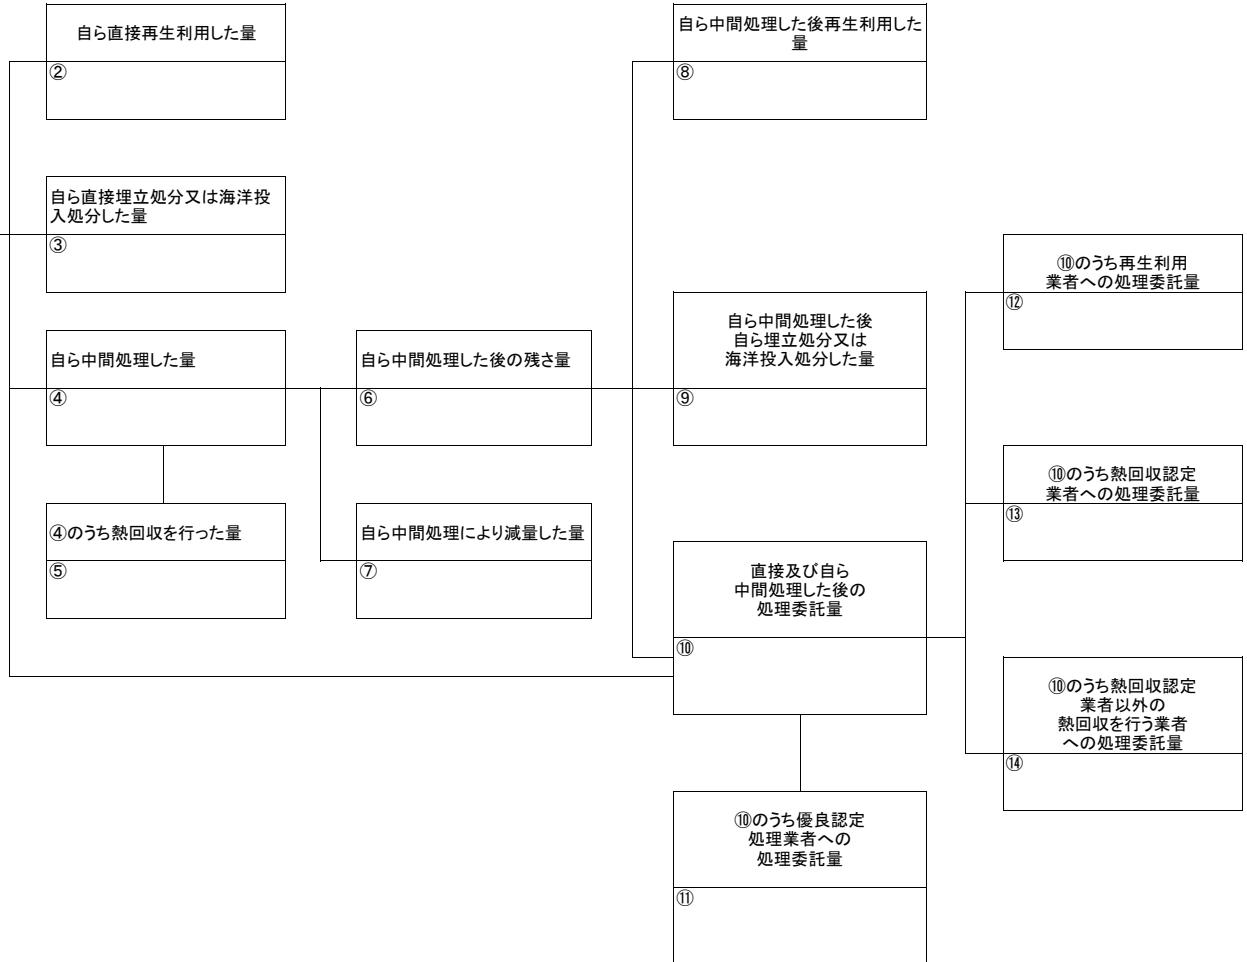 自ら直接再生利用した量
②
自ら中間処理した後再生利用した
量
⑧
自ら直接埋立処分又は海洋投
入処分した量
③
⑩のうち再生利用
業者への処理委託量
⑫
自ら中間処理した量
④
自ら中間処理した後の残さ量
⑥
自ら中間処理した後
自ら埋立処分又は
海洋投入処分した量
⑨
⑩のうち熱回収認定
業者への処理委託量
⑬
④のうち熱回収を行った量
⑤
自ら中間処理により減量した量
⑦
直接及び自ら
中間処理した後の
処理委託量
⑩
⑩のうち熱回収認定
業者以外の
熱回収を行う業者
への処理委託量
⑭
⑩のうち優良認定
処理業者への
処理委託量
⑪